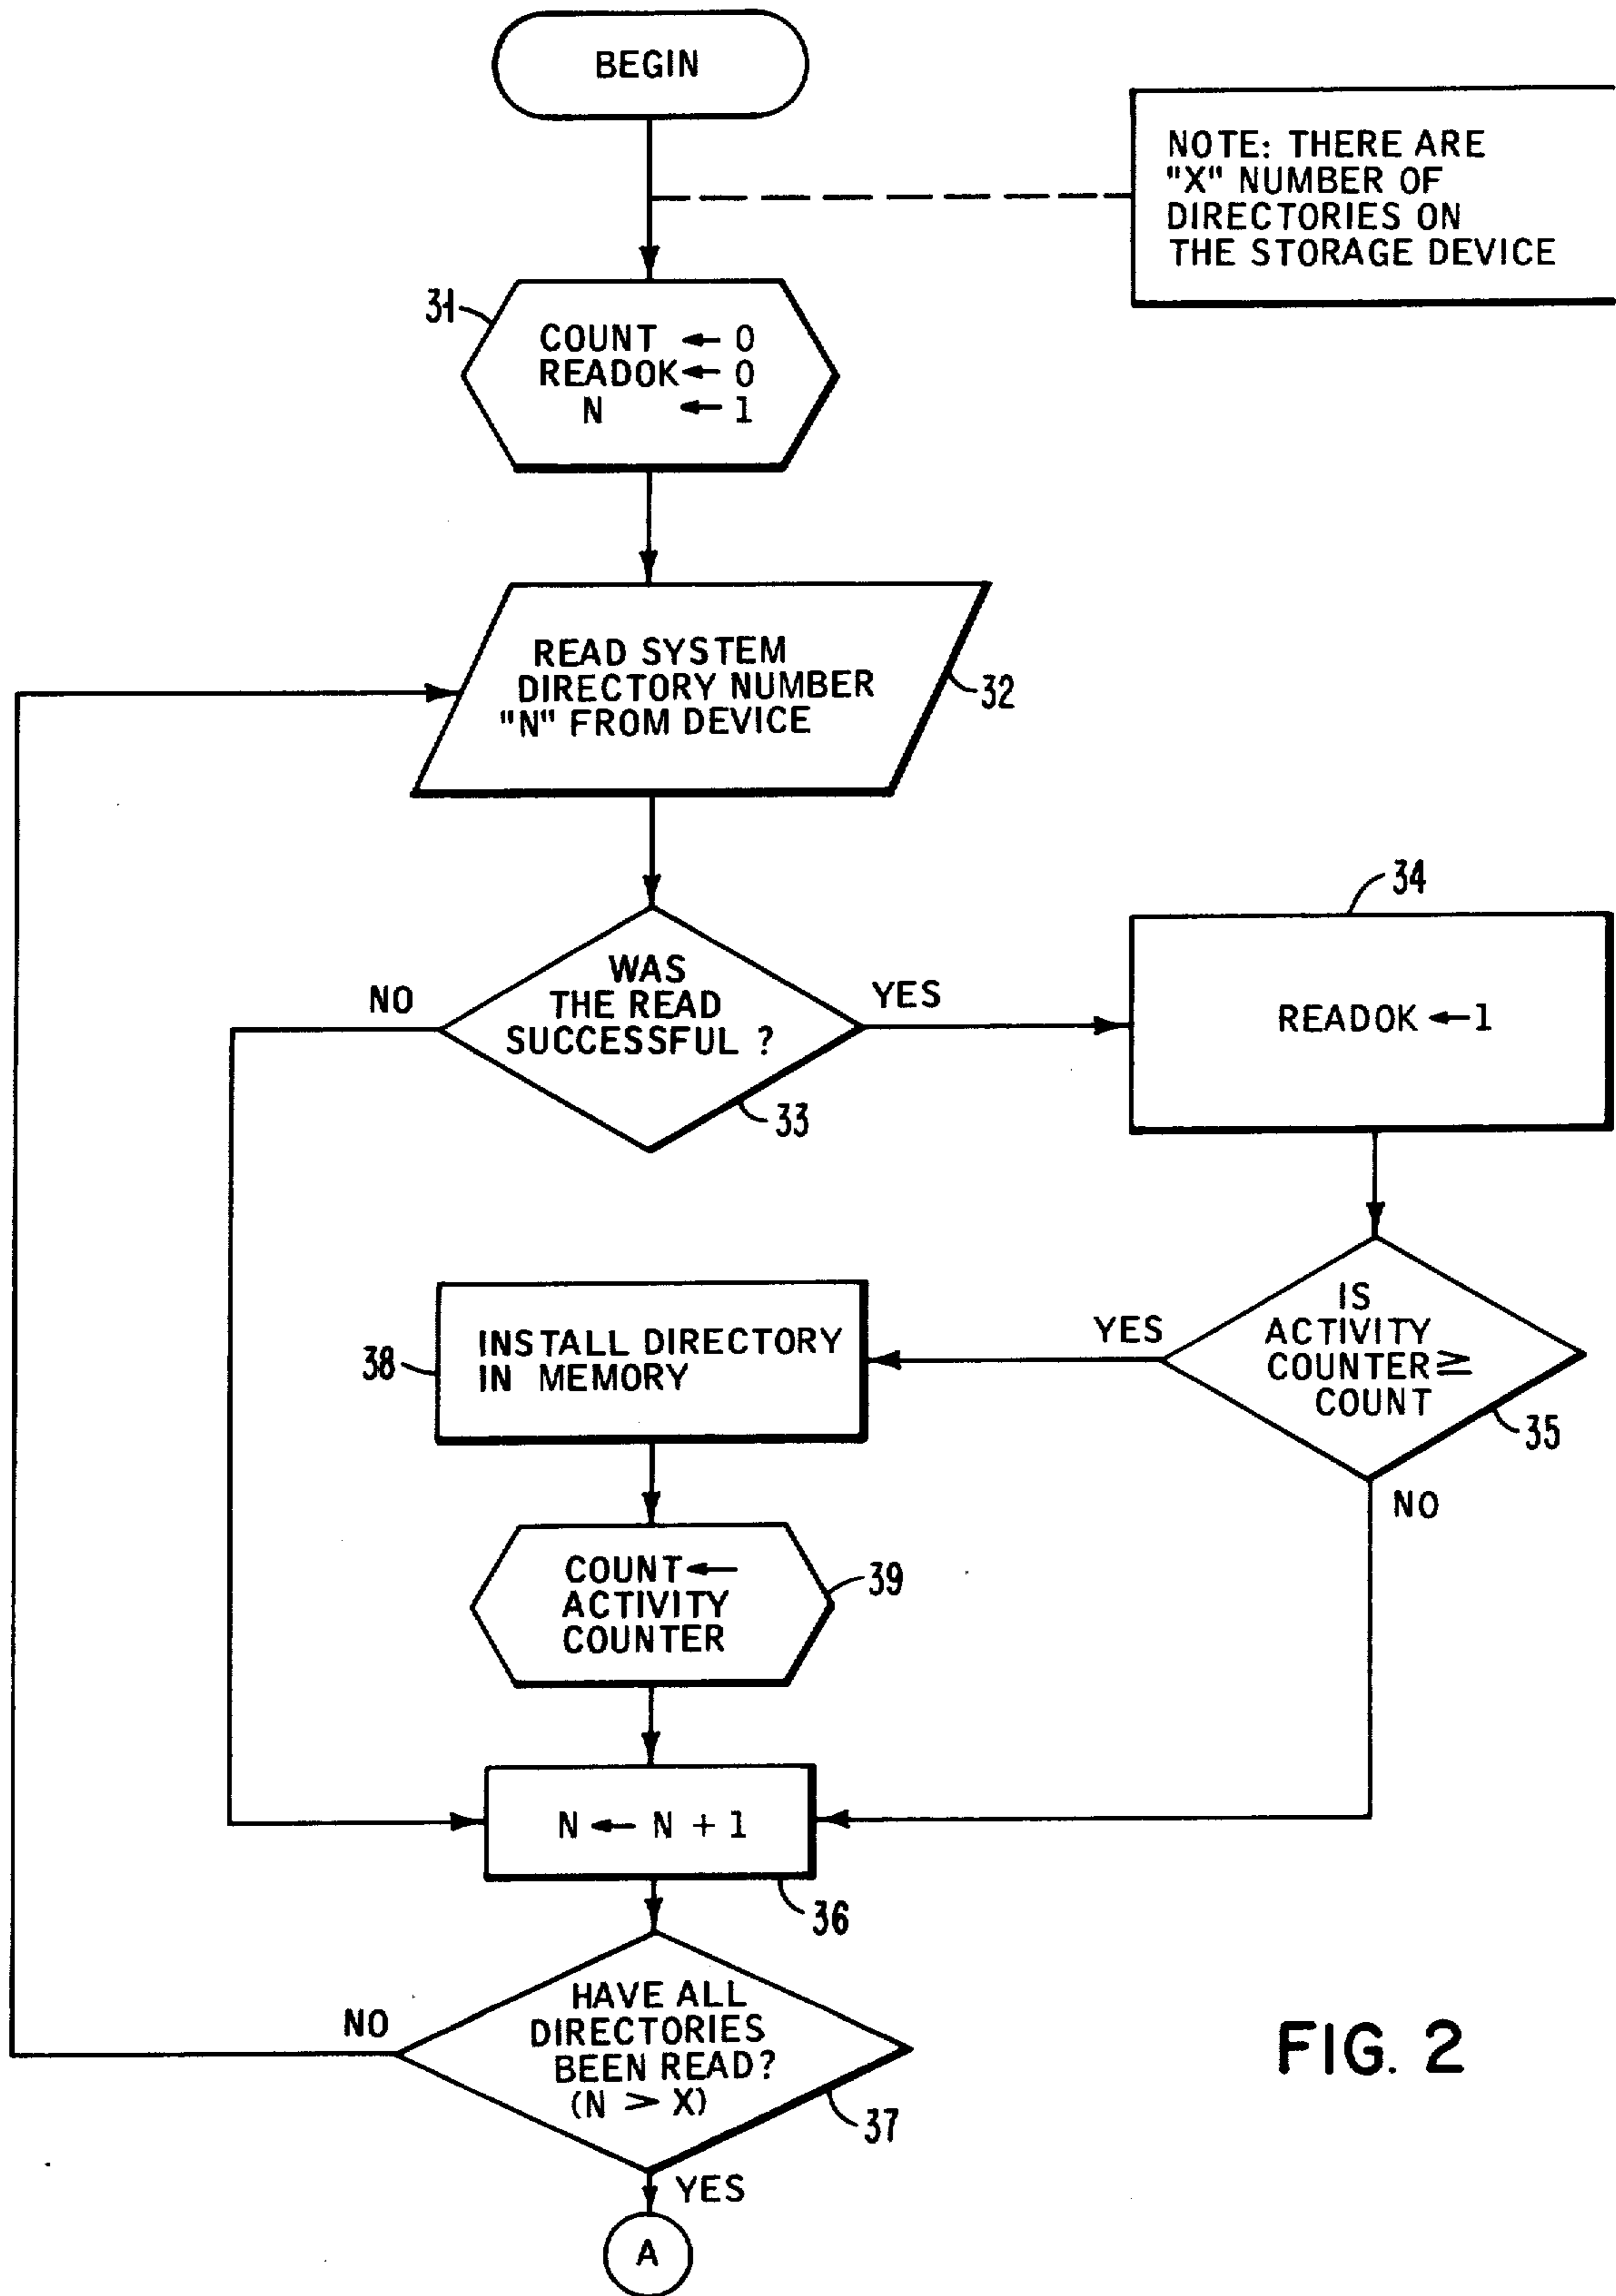 BEGIN
NOTE: THERE ARE
"X" NUMBER OF
DIRECTORIES ON
THE STORAGE DEVICE
31
COUNT ← 0
READOK ← 0
N ← 1
READ SYSTEM
DIRECTORY NUMBER
"N" FROM DEVICE
32
WAS
THE READ
SUCCESSFUL ?
NO
YES
33
34
READOK ← 1
IS
ACTIVITY
COUNTER ≥
COUNT
YES
NO
35
38
INSTALL DIRECTORY
IN MEMORY
COUNT ←
ACTIVITY
COUNTER
39
N ← N + 1
36
HAVE ALL
DIRECTORIES
BEEN READ?
(N > X)
NO
37
YES
A
FIG. 2